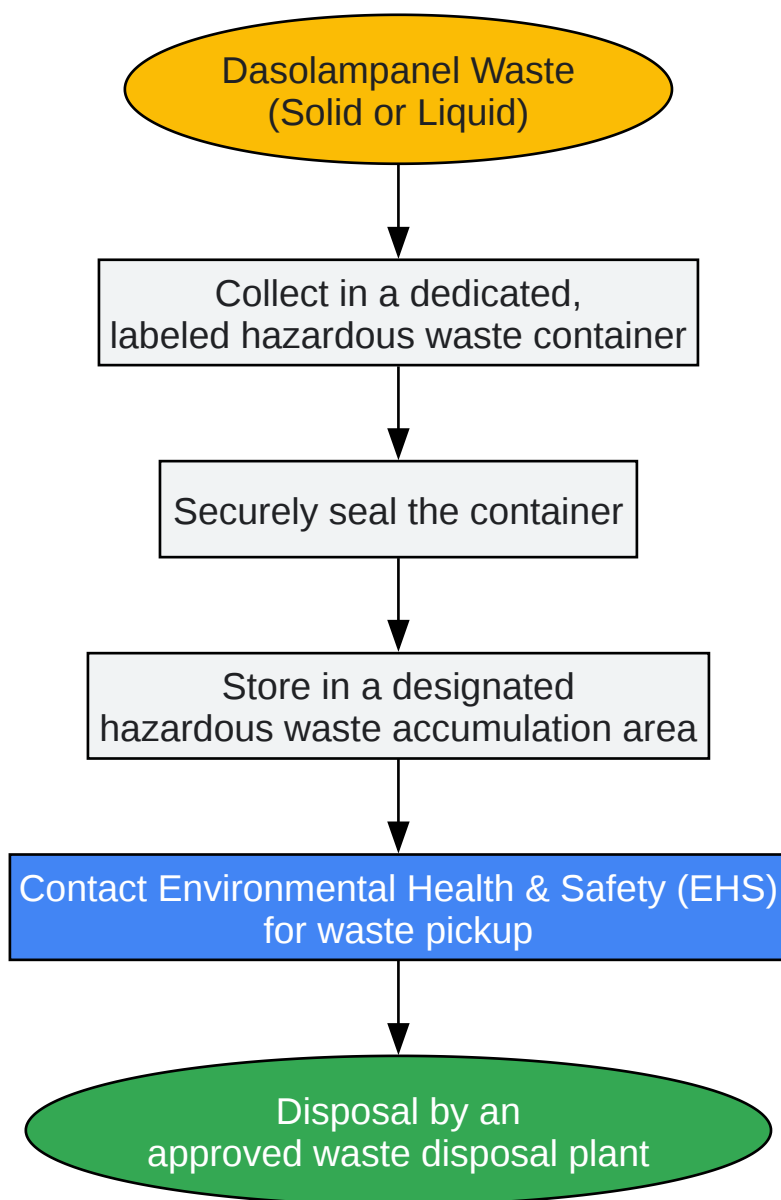 Dasolampanel Waste
(Solid or Liquid)
Collect in a dedicated,
labeled hazardous waste container
Securely seal the container
Store in a designated
hazardous waste accumulation area
Contact Environmental Health & Safety (EHS)
for waste pickup
Disposal by an
approved waste disposal plant